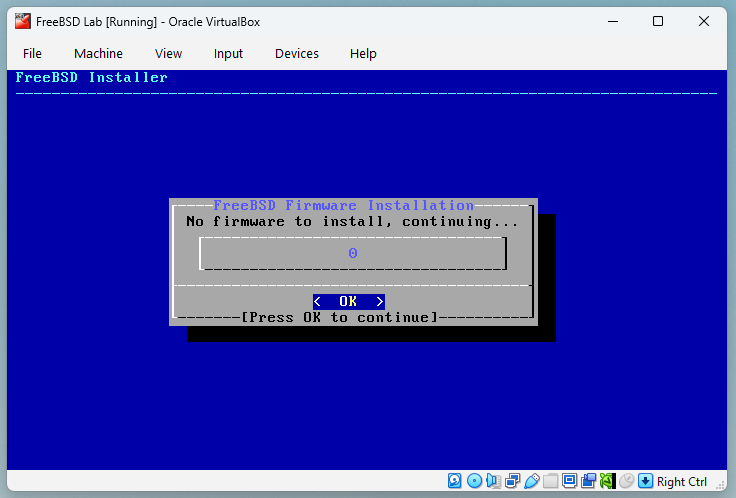 FreeBSD Lab [Running] - Oracle VirtualBox
File Machine View Input Devices Help
FreeBSD Installer
FreeBSD Firmware Installation
No firmware to install, continuing...
0
< OK >
[Press OK to continue]
Right Ctrl